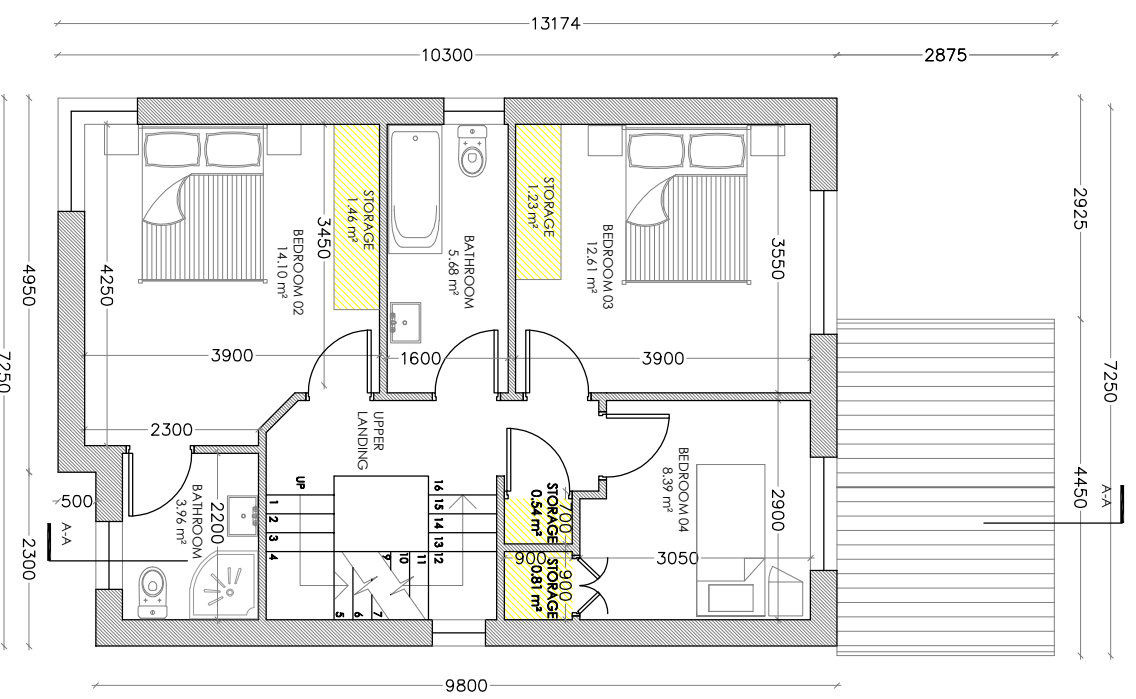 13174
10300
2875
4950
7250
2300
4250
3450
STORAGE
1.46 m²
BEDROOM 02
14.10 m²
3900
2300
BATHROOM
5.68 m²
1600
STORAGE
1.23 m²
BEDROOM 03
12.61 m²
3550
3900
2925
7250
4450
UPPER
LANDING
UP
1
2
3
4
5
6
7
9
10
11
12
13
14
15
16
BATHROOM
3.96 m²
2200
500
A-A
STORAGE
0.54 m²
700
900
STORAGE
0.81 m²
900
BEDROOM 04
8.39 m²
2900
3050
A-A
9800